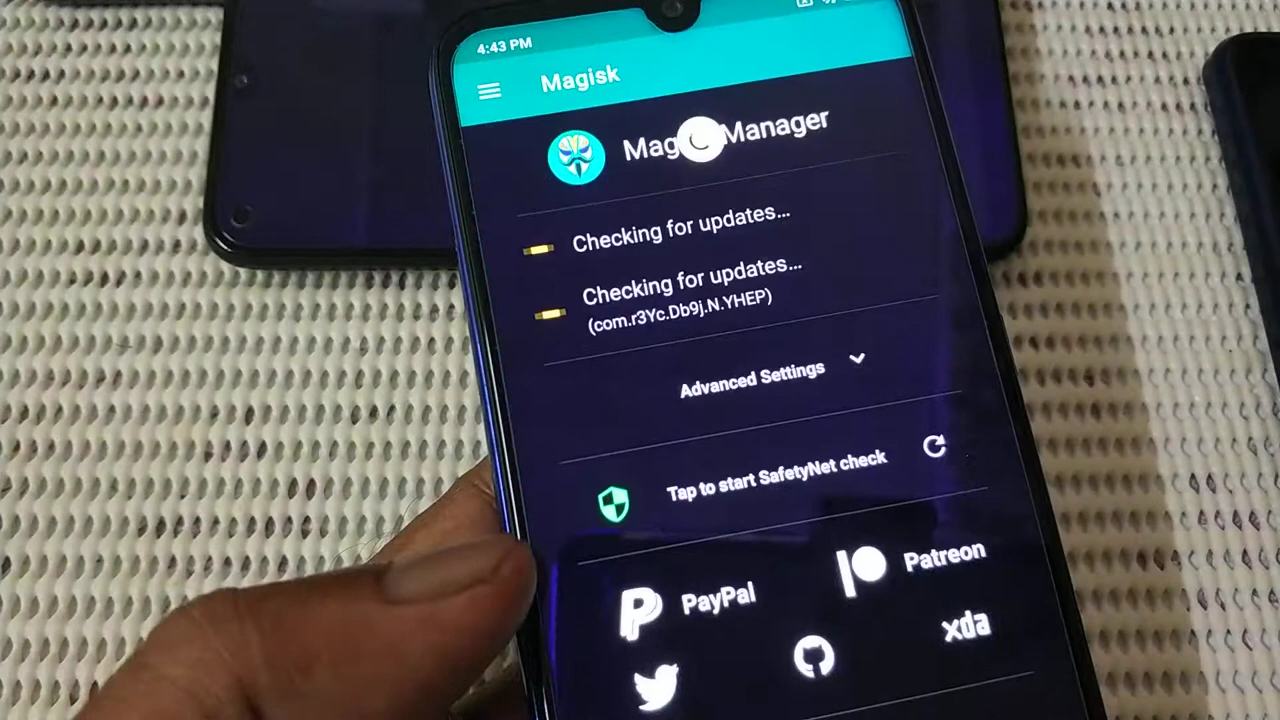 4:43 PM
Magisk
Manager
Checking for updates...
Checking for updates...
(com.r3Yc.Db9j.N.YHEP)
Advanced Settings
Tap to start SafetyNet check
PayPal
Patreon
xda